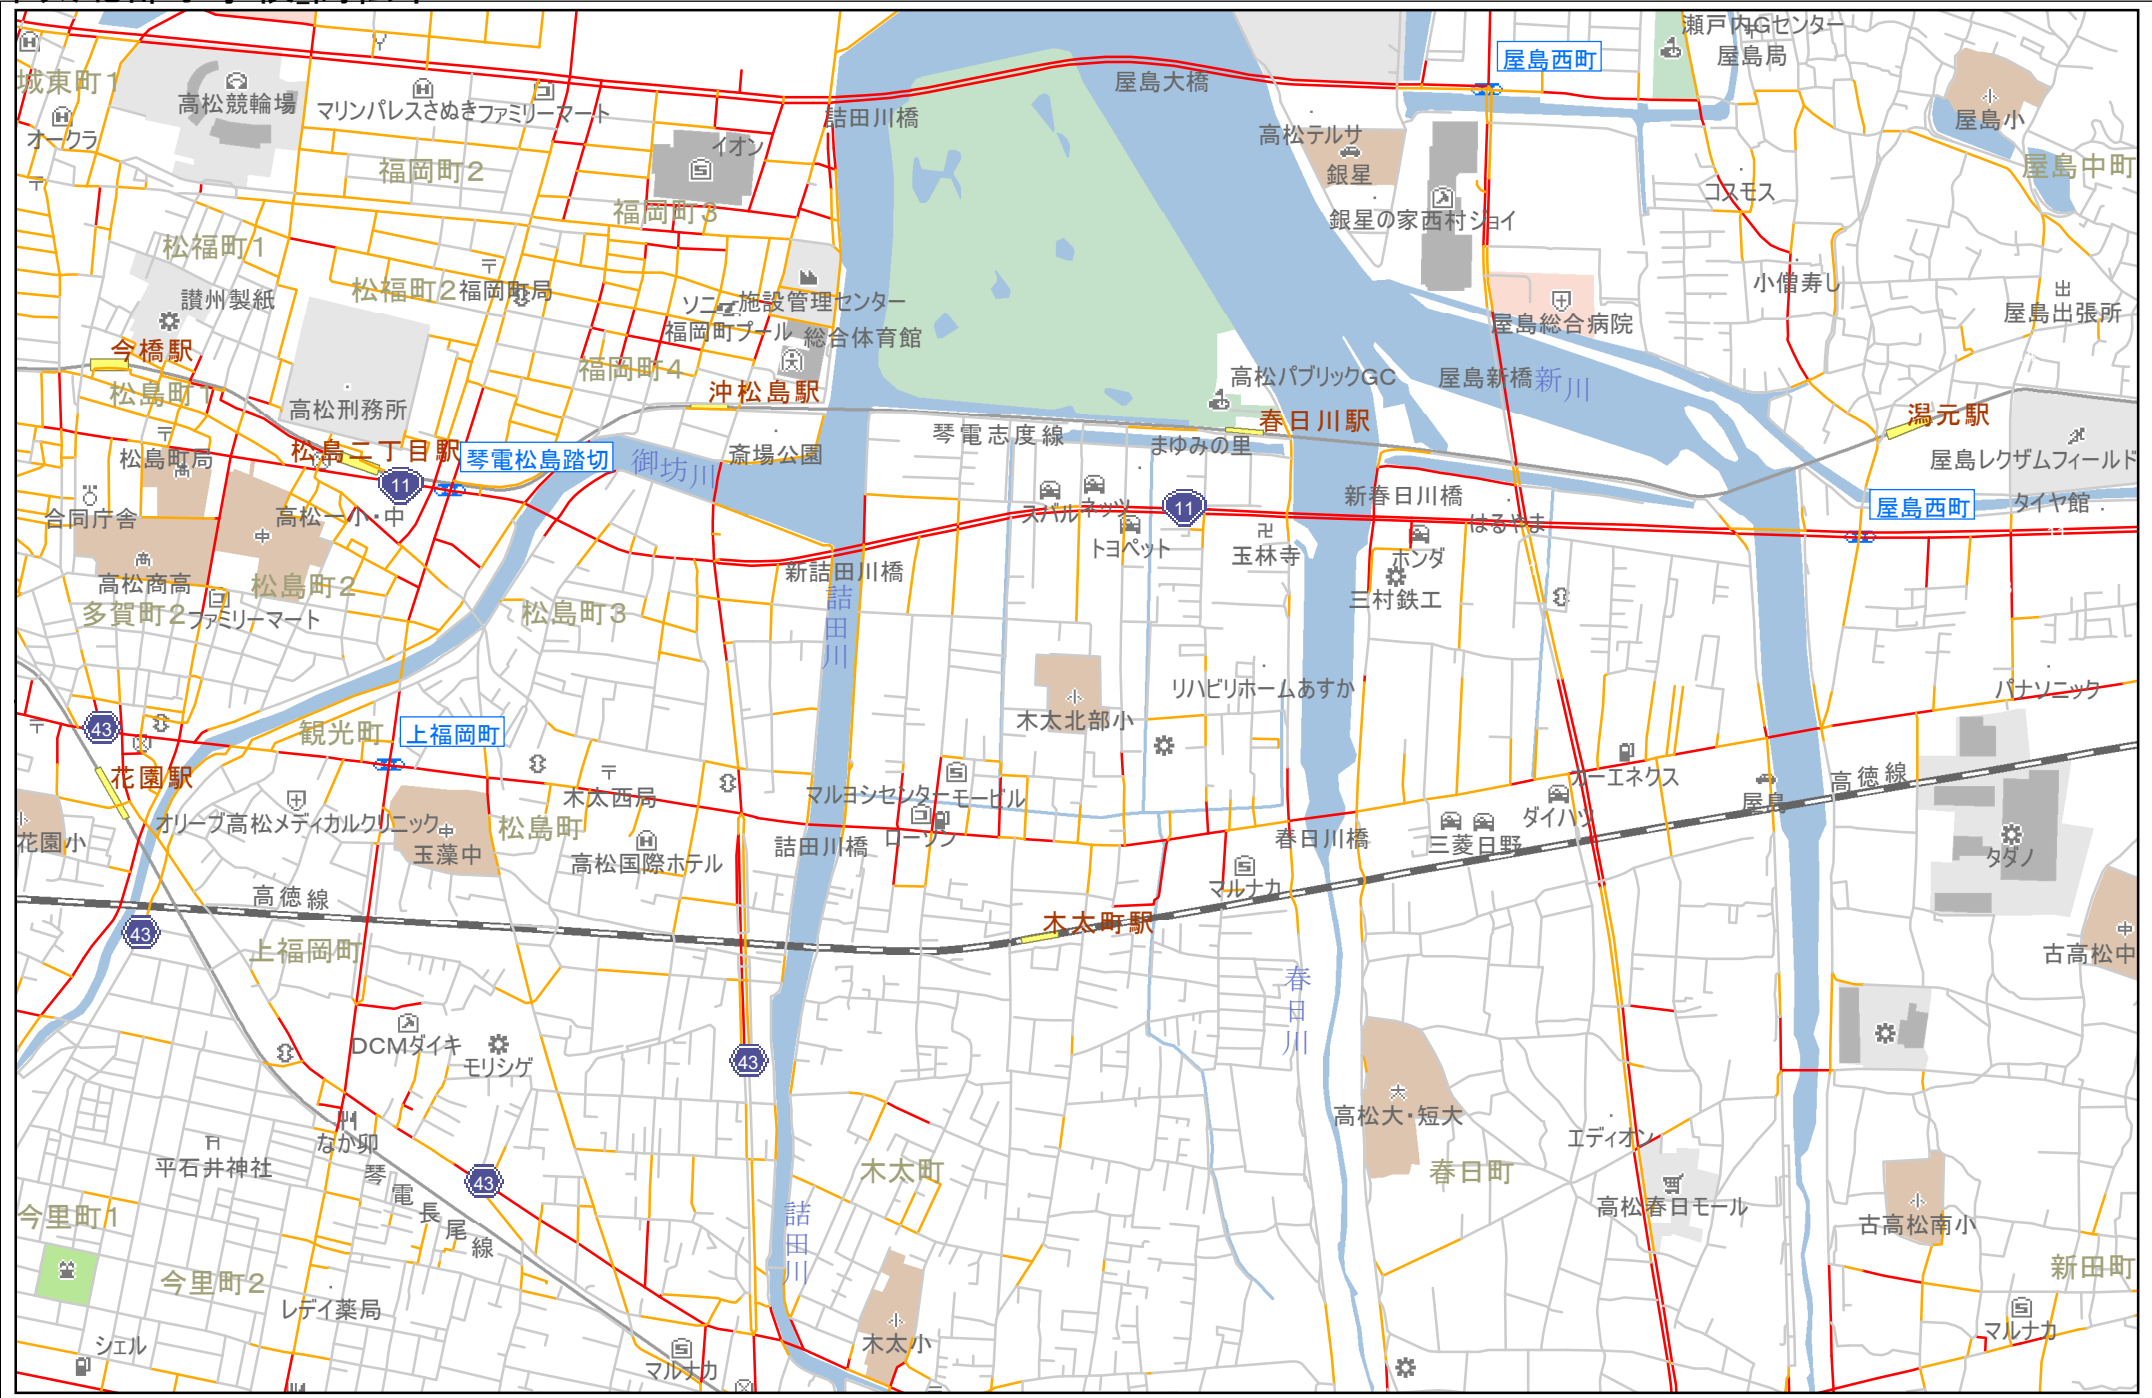 瀬戸内Gセンター
屋島局
屋島西町
城東町1
高松競輪場
マリンパレスさぬき
ファミリーマート
屋島大橋
詰田川橋
オークラ
イオン
高松テルサ
銀星
屋島小
屋島中町
福岡町2
コスモス
福岡町3
銀星の家
西村ジョイ
松福町1
松福町2
福岡町局
讃州製紙
ソニー
施設管理センター
福岡町プール
総合体育館
小僧寿し
屋島出張所
屋島総合病院
今橋駅
松島町1
福岡町4
沖松島駅
高松刑務所
高松パブリックGC
屋島新橋
新川
春日川駅
潟元駅
琴電志度線
まゆみの里
松島二丁目駅
琴電松島踏切
御坊川
斎場公園
松島町局
屋島レクザムフィールド
11
合同庁舎
高松一小・中
スバル
ネッツ
11
新春日川橋
はるやま
屋島西町
タイヤ館
11
トヨペット
玉林寺
ホンダ
高松商高
松島町2
新詰田川橋
三村鉄工
多賀町2
ファミリーマート
松島町3
詰田川
リハビリホームあすか
パナソニック
43
観光町
上福岡町
木太北部小
花園駅
木太西局
マルヨシセンター
モービル
カーエネクス
屋島
高徳線
オリーブ高松メディカルクリニック
松島町
花園小
玉藻中
高松国際ホテル
詰田川橋
ローソン
春日川橋
三菱
日野
ダイハツ
タダノ
高徳線
マルナカ
43
木太町駅
上福岡町
古高松中
春日川
DCMダイキ
モリシゲ
43
高松大・短大
なか卯
平石井神社
エディオン
琴電長尾線
43
木太町
春日町
高松春日モール
古高松南小
今里町1
詰田川
今里町2
新田町
レデイ薬局
シェル
マルナカ
木太小
マルナカ